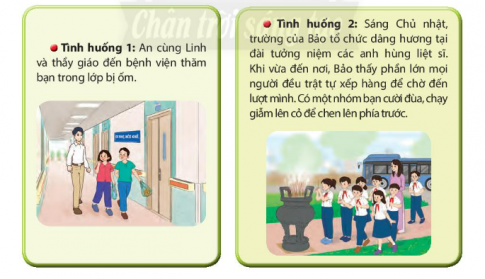 Chân trời sáng tạo
● Tình huống 1: An cùng Linh
và thầy giáo đến bệnh viện thăm
bạn trong lớp bị ốm.
● Tình huống 2: Sáng Chủ nhật,
trường của Bảo tổ chức dâng hương tại
đài tưởng niệm các anh hùng liệt sĩ.
Khi vừa đến nơi, Bảo thấy phần lớn mọi
người đều trật tự xếp hàng để chờ đến
lượt mình. Có một nhóm bạn cười đùa, chạy
giẫm lên cỏ để chen lên phía trước.